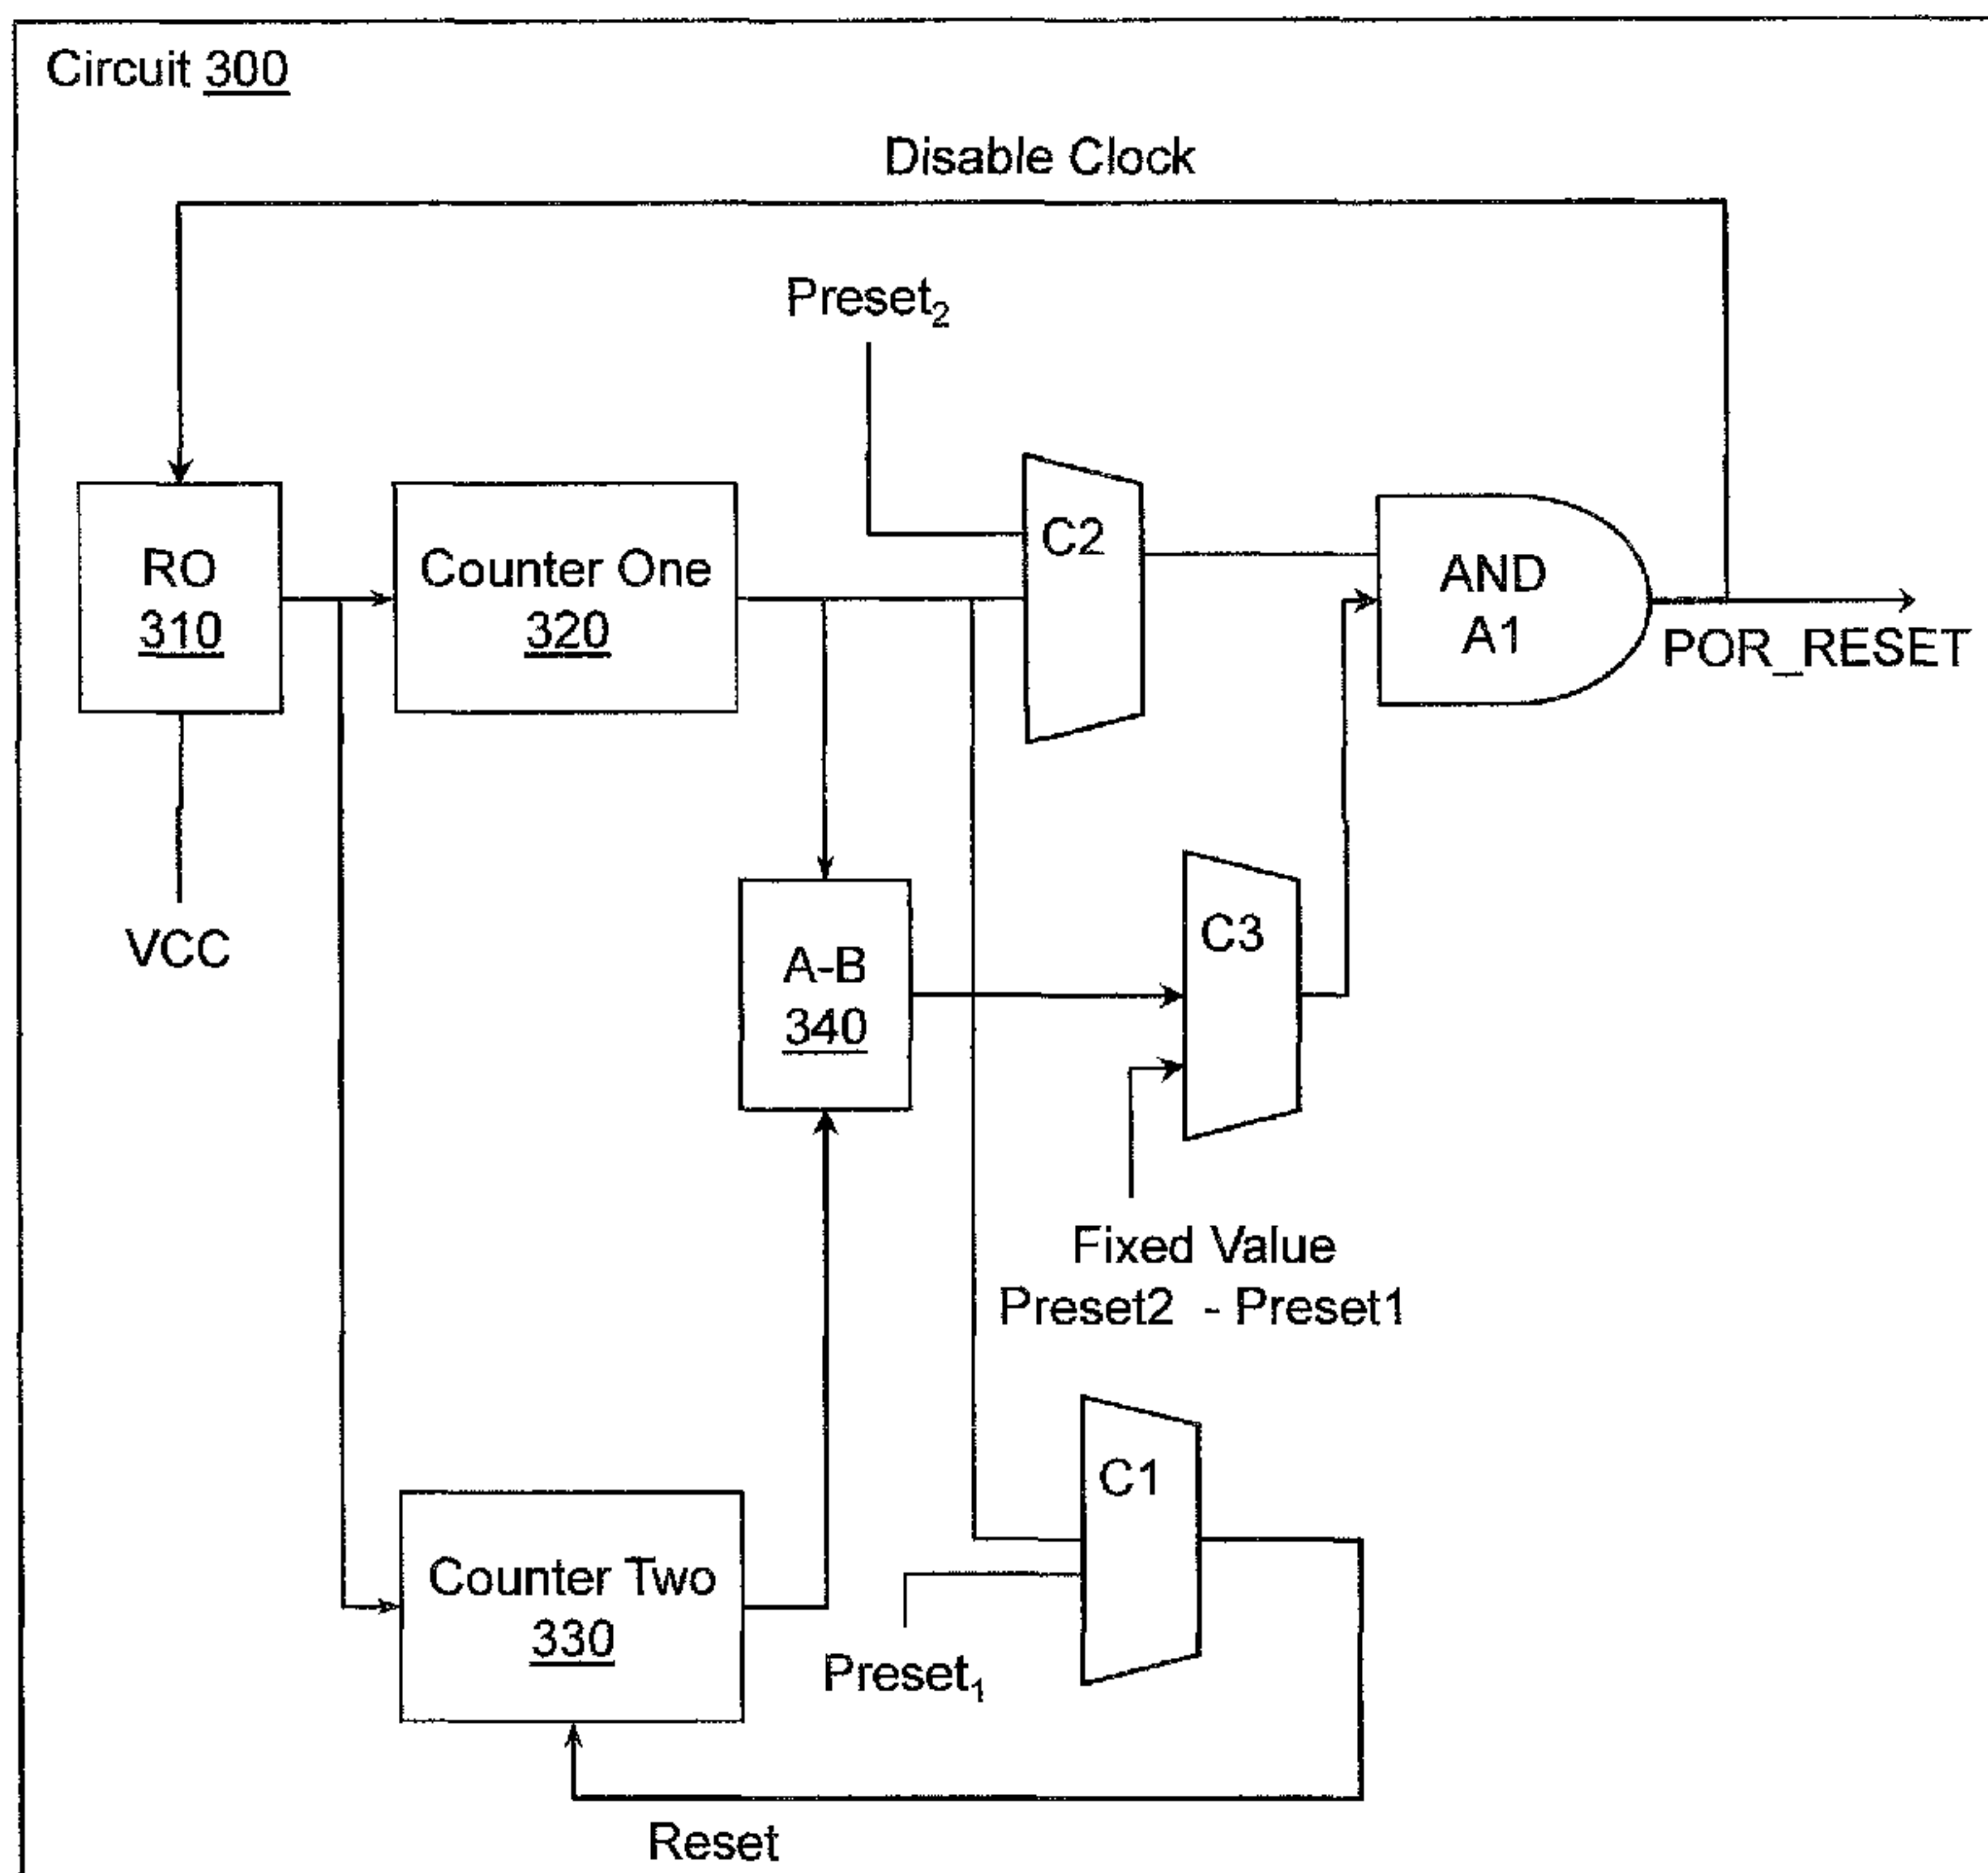 Circuit 300
Disable Clock
Preset₂
RO
310
Counter One
320
C2
AND
A1
POR_RESET
VCC
A-B
340
C3
Fixed Value
Preset2 - Preset1
C1
Counter Two
330
Preset₁
Reset